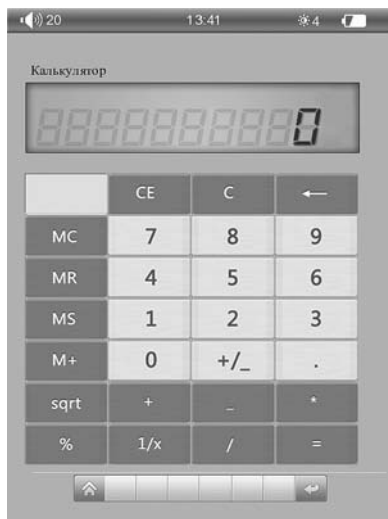 20 13:41 4
Калькулятор
0
CE C ←
MC 7 8 9
MR 4 5 6
MS 1 2 3
M+ 0 +/_ .
sqrt + - *
% 1/x / =